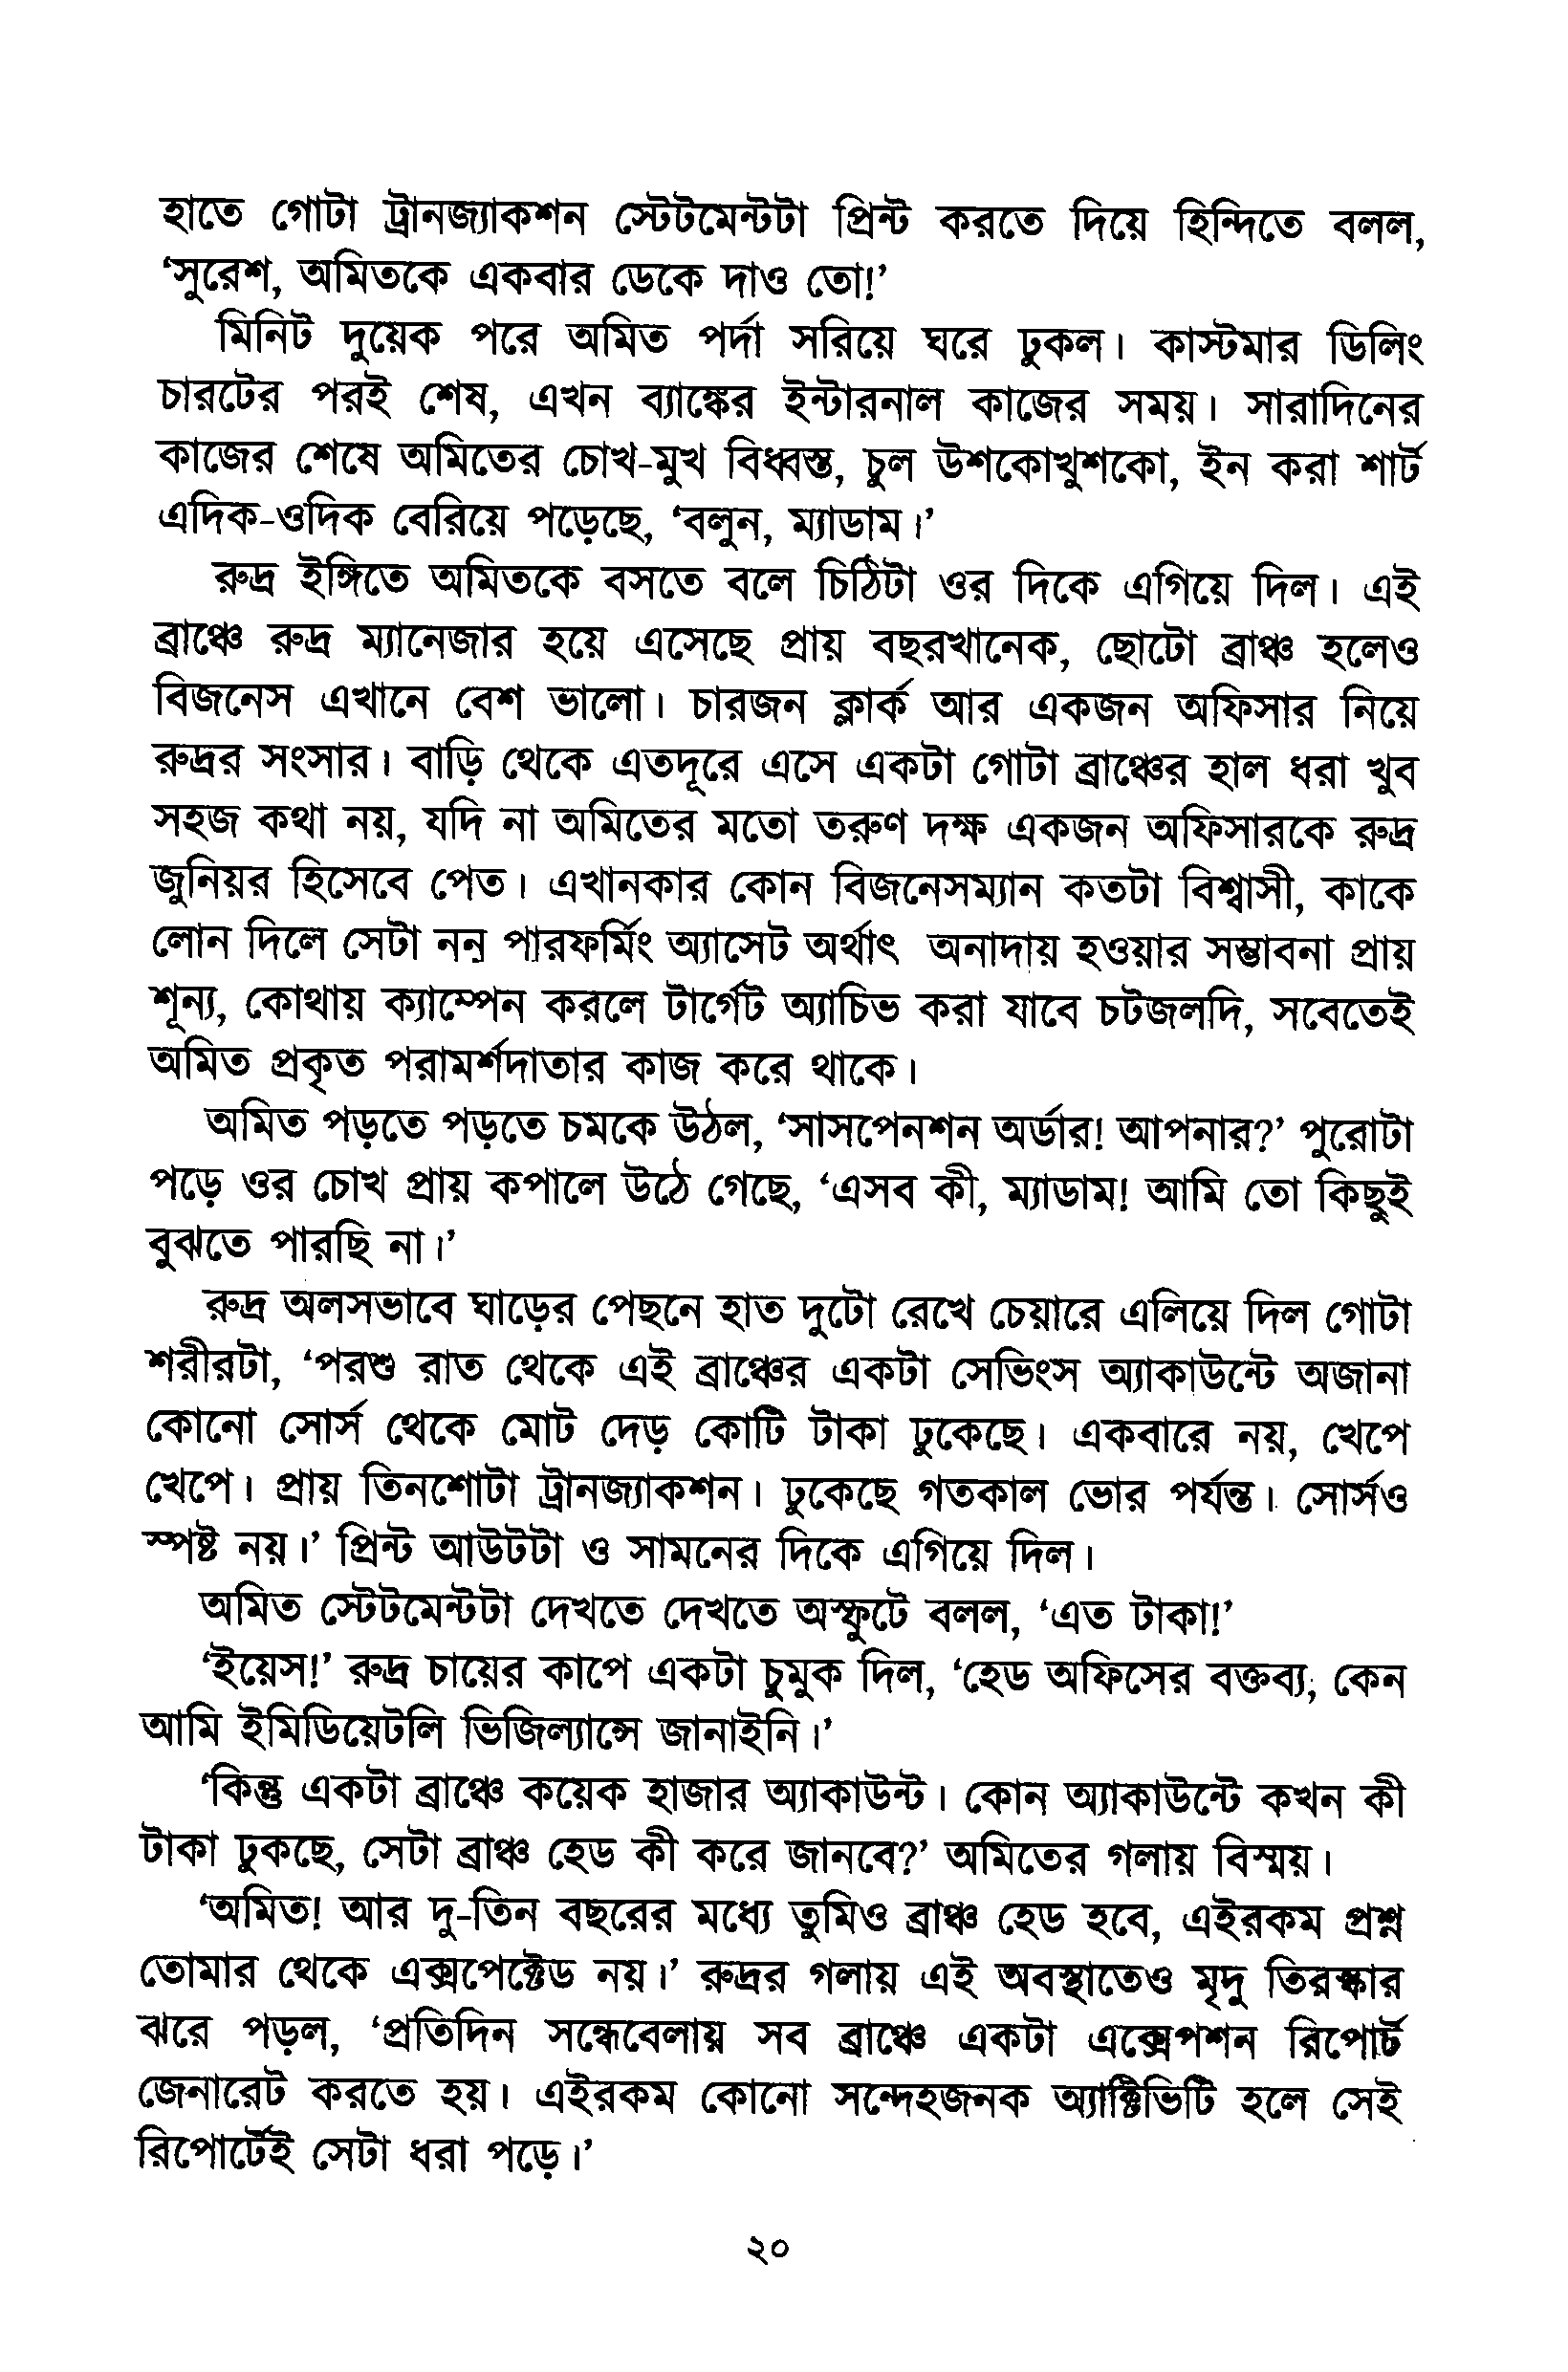 হাতে গোটা ট্রানজ্যাকশন স্টেটমেন্টটা প্রিন্ট করতে দিয়ে হিন্দিতে বলল,
‘সুরেশ, অমিতকে একবার ডেকে দাও তো!’
মিনিট দুয়েক পরে অমিত পর্দা সরিয়ে ঘরে ঢুকল। কাস্টমার ডিলিং
চারটের পরই শেষ, এখন ব্যাঙ্কের ইন্টারনাল কাজের সময়। সারাদিনের
কাজের শেষে অমিতের চোখ-মুখ বিধ্বস্ত, চুল উশকোখুশকো, ইন করা শার্ট
এদিক-ওদিক বেরিয়ে পড়েছে, ‘বলুন, ম্যাডাম।’
রুদ্র ইঙ্গিতে অমিতকে বসতে বলে চিঠিটা ওর দিকে এগিয়ে দিল। এই
ব্রাঞ্চে রুদ্র ম্যানেজার হয়ে এসেছে প্রায় বছরখানেক, ছোটো ব্রাঞ্চ হলেও
বিজনেস এখানে বেশ ভালো। চারজন ক্লার্ক আর একজন অফিসার নিয়ে
রুদ্রর সংসার। বাড়ি থেকে এতদূরে এসে একটা গোটা ব্রাঞ্চের হাল ধরা খুব
সহজ কথা নয়, যদি না অমিতের মতো তরুণ দক্ষ একজন অফিসারকে রুদ্র
জুনিয়র হিসেবে পেত। এখানকার কোন বিজনেসম্যান কতটা বিশ্বাসী, কাকে
লোন দিলে সেটা নন পারফর্মিং অ্যাসেট অর্থাৎ অনাদায় হওয়ার সম্ভাবনা প্রায়
শূন্য, কোথায় ক্যাম্পেন করলে টার্গেট অ্যাচিভ করা যাবে চটজলদি, সবেতেই
অমিত প্রকৃত পরামর্শদাতার কাজ করে থাকে।
অমিত পড়তে পড়তে চমকে উঠল, ‘সাসপেনশন অর্ডার! আপনার?’ পুরোটা
পড়ে ওর চোখ প্রায় কপালে উঠে গেছে, ‘এসব কী, ম্যাডাম! আমি তো কিছুই
বুঝতে পারছি না।’
রুদ্র অলসভাবে ঘাড়ের পেছনে হাত দুটো রেখে চেয়ারে এলিয়ে দিল গোটা
শরীরটা, ‘পরশু রাত থেকে এই ব্রাঞ্চের একটা সেভিংস অ্যাকাউন্টে অজানা
কোনো সোর্স থেকে মোট দেড় কোটি টাকা ঢুকেছে। একবারে নয়, খেপে
খেপে। প্রায় তিনশোটা ট্রানজ্যাকশন। ঢুকেছে গতকাল ভোর পর্যন্ত। সোর্সও
স্পষ্ট নয়।’ প্রিন্ট আউটটা ও সামনের দিকে এগিয়ে দিল।
অমিত স্টেটমেন্টটা দেখতে দেখতে অস্ফুটে বলল, ‘এত টাকা!’
‘ইয়েস!’ রুদ্র চায়ের কাপে একটা চুমুক দিল, ‘হেড অফিসের বক্তব্য, কেন
আমি ইমিডিয়েটলি ভিজিল্যান্সে জানাইনি।’
‘কিন্তু একটা ব্রাঞ্চে কয়েক হাজার অ্যাকাউন্ট। কোন অ্যাকাউন্টে কখন কী
টাকা ঢুকছে, সেটা ব্রাঞ্চ হেড কী করে জানবে?’ অমিতের গলায় বিস্ময়।
‘অমিত! আর দু-তিন বছরের মধ্যে তুমিও ব্রাঞ্চ হেড হবে, এইরকম প্রশ্ন
তোমার থেকে এক্সপেক্টেড নয়।’ রুদ্রর গলায় এই অবস্থাতেও মৃদু তিরস্কার
ঝরে পড়ল, ‘প্রতিদিন সন্ধেবেলায় সব ব্রাঞ্চে একটা এক্সেপশন রিপোর্ট
জেনারেট করতে হয়। এইরকম কোনো সন্দেহজনক অ্যাক্টিভিটি হলে সেই
রিপোর্টেই সেটা ধরা পড়ে।’
২০